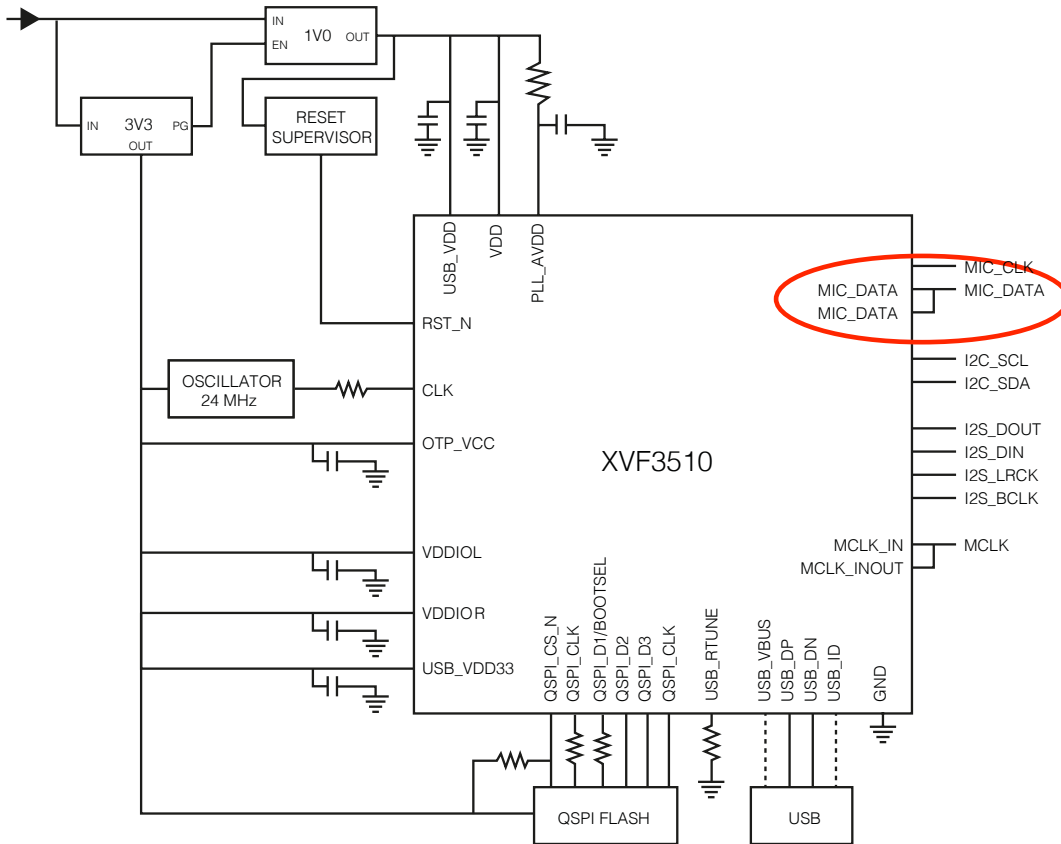 IN
1V0
OUT
EN
IN
3V3
PG
OUT
RESET
SUPERVISOR
USB_VDD
VDD
PLL_AVDD
MIC_CLK
MIC_DATA
MIC_DATA
MIC_DATA
RST_N
I2C_SCL
I2C_SDA
OSCILLATOR
24 MHz
CLK
I2S_DOUT
OTP_VCC
I2S_DIN
XVF3510
I2S_LRCK
I2S_BCLK
VDDIOL
MCLK_IN
MCLK
MCLK_INOUT
VDDIOR
USB_VDD33
QSPI_CS_N
QSPI_CLK
QSPI_D1/BOOTSEL
QSPI_D2
QSPI_D3
QSPI_CLK
USB_RTUNE
USB_VBUS
USB_DP
USB_DN
USB_ID
GND
QSPI FLASH
USB